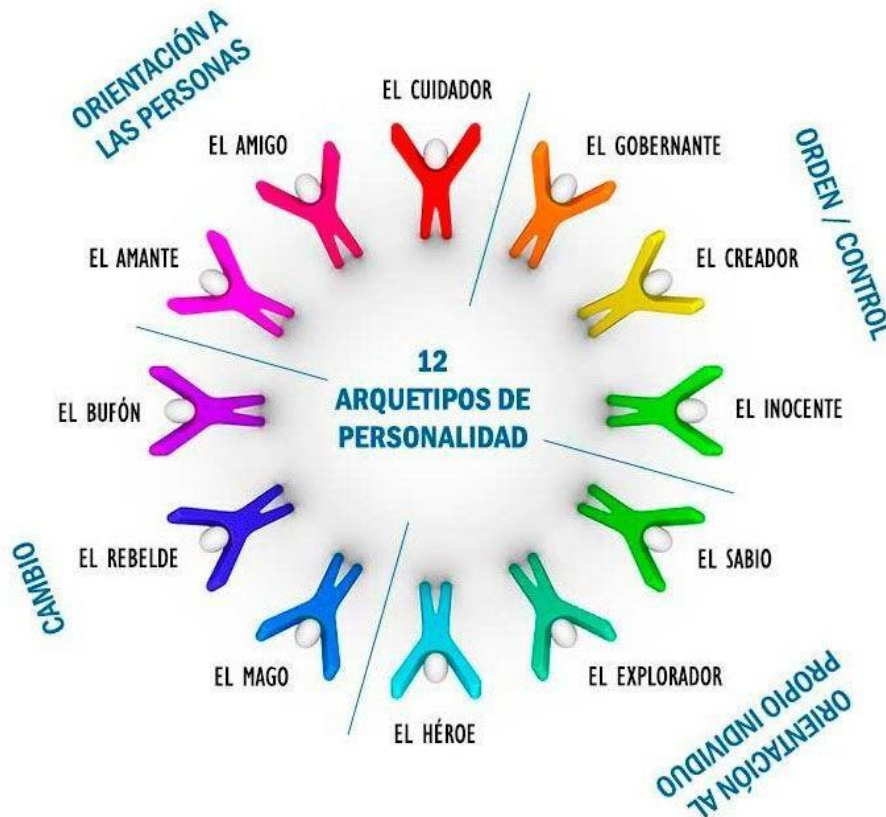 ORIENTACIÓN A
LAS PERSONAS
EL CUIDADOR
EL AMIGO
EL GOBERNANTE
ORDEN / CONTROL
EL AMANTE
EL CREADOR
12
ARQUETIPOS DE
PERSONALIDAD
EL BUFÓN
EL INOCENTE
CAMBIO
EL REBELDE
EL SABIO
EL MAGO
EL EXPLORADOR
EL HÉROE
ORIENTACIÓN AL
PROPIO INDIVIDUO